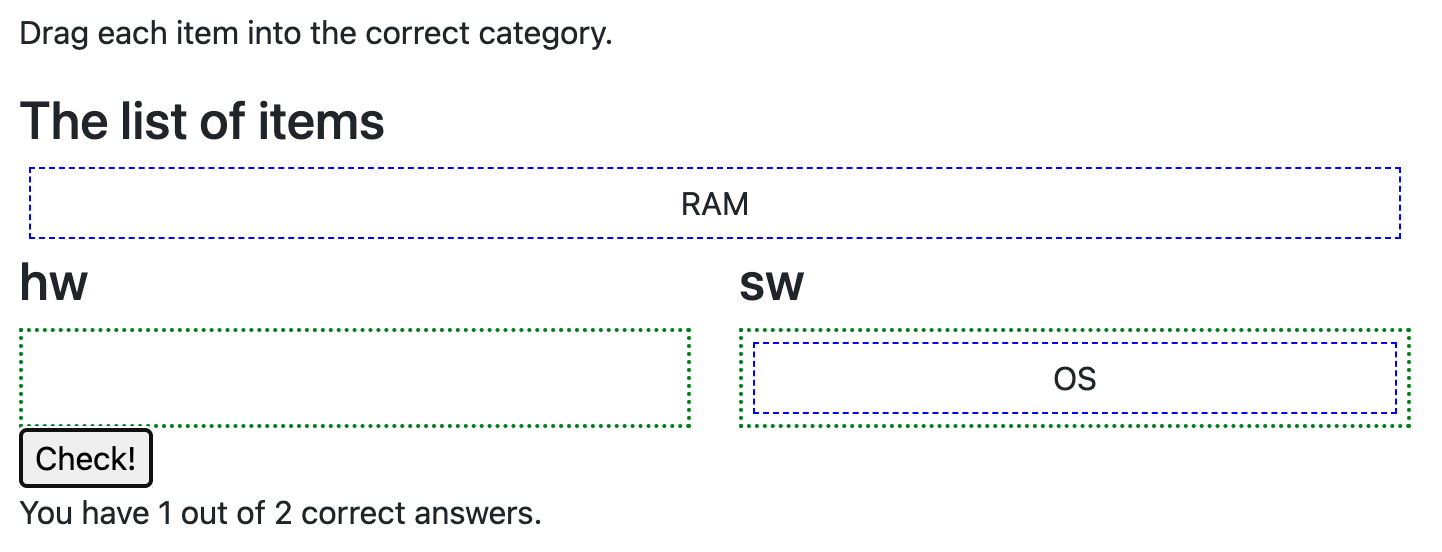 Drag each item into the correct category.
The list of items
RAM
hw
sw
OS
Check!
You have 1 out of 2 correct answers.